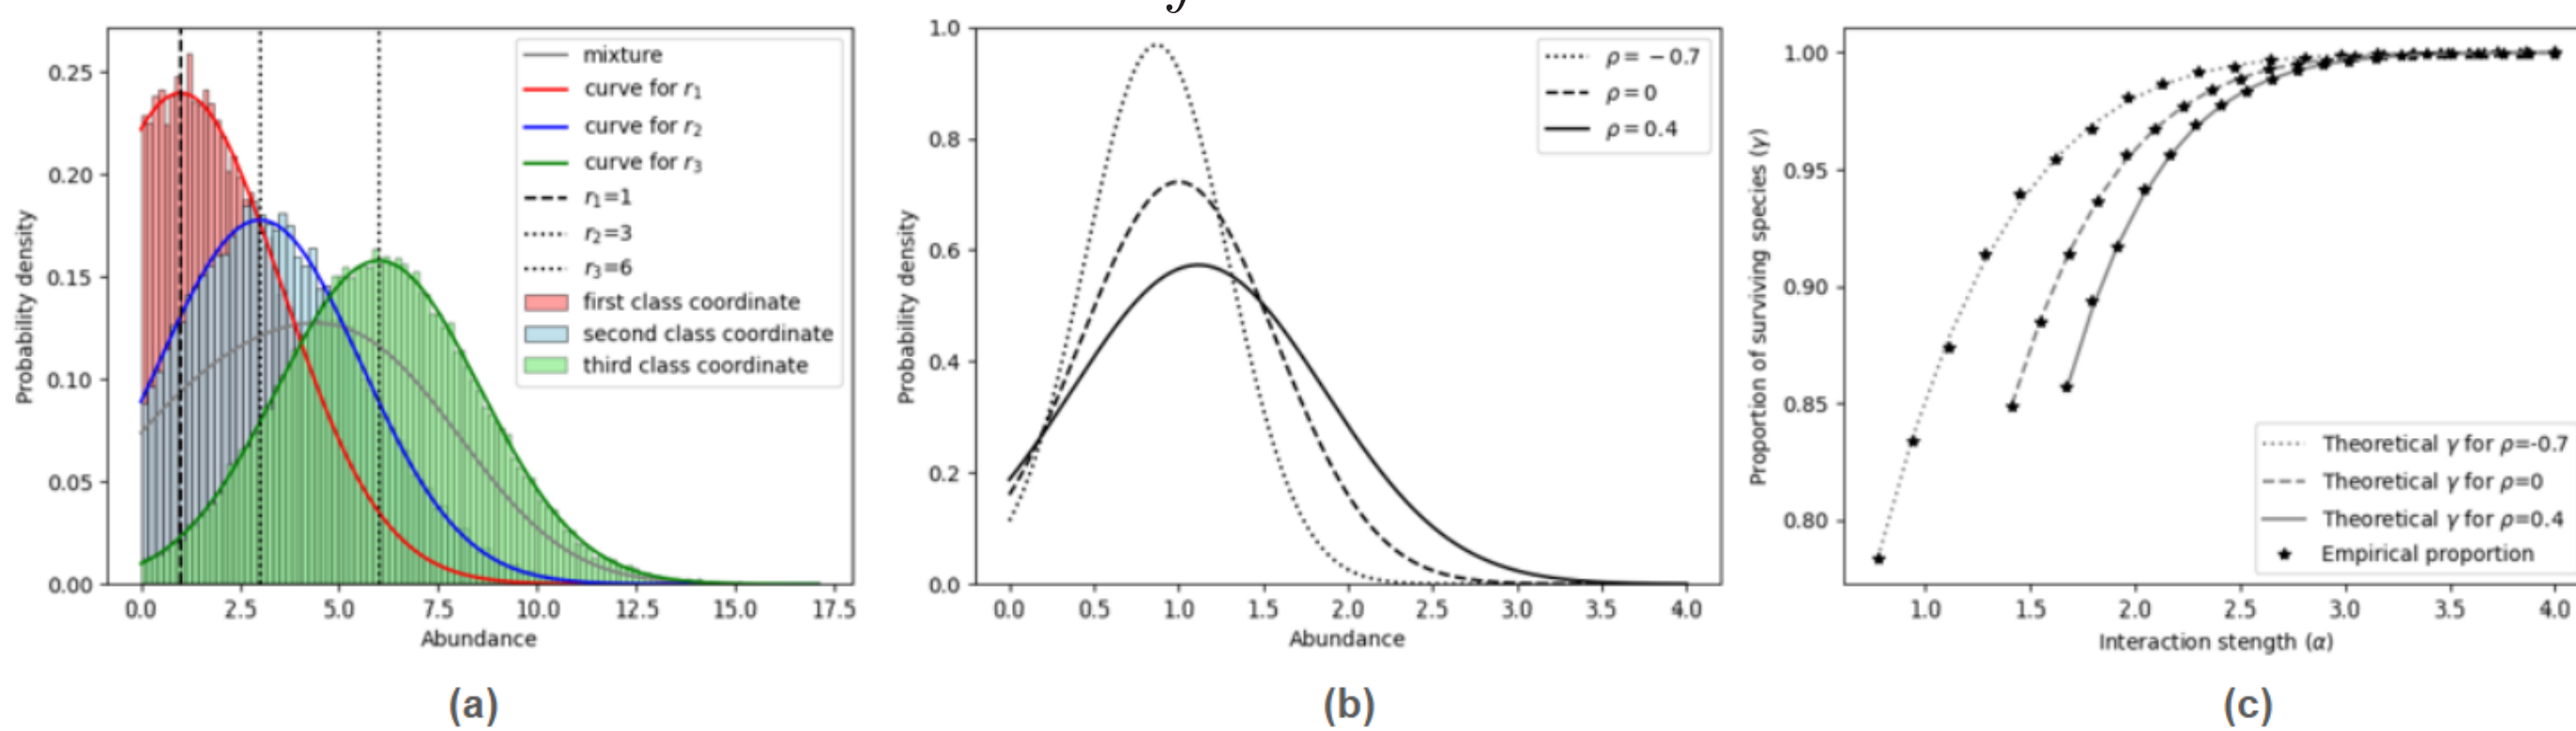 y
0.25
0.20
0.15
0.10
0.05
0.00
Probability density
0.0 2.5 5.0 7.5 10.0 12.5 15.0 17.5
Abundance
mixture
curve for r₁
curve for r₂
curve for r₃
r₁=1
r₂=3
r₃=6
first class coordinate
second class coordinate
third class coordinate
(a)
1.0
0.8
0.6
0.4
0.2
0.0
Probability density
0.0 0.5 1.0 1.5 2.0 2.5 3.0 3.5 4.0
Abundance
ρ = −0.7
ρ = 0
ρ = 0.4
(b)
1.00
0.95
0.90
0.85
0.80
Proportion of surviving species (γ)
1.0 1.5 2.0 2.5 3.0 3.5 4.0
Interaction stength (α)
Theoretical γ for ρ=-0.7
Theoretical γ for ρ=0
Theoretical γ for ρ=0.4
Empirical proportion
(c)